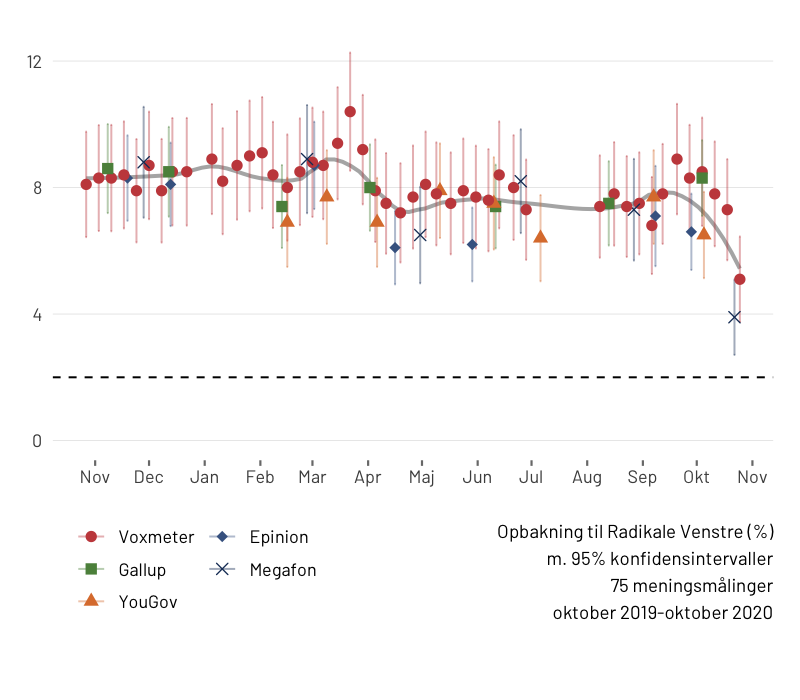 12
8
4
0
Nov Dec Jan Feb Mar Apr Maj Jun Jul Aug Sep Okt Nov
Voxmeter
Gallup
YouGov
Epinion
Megafon
Opbakning til Radikale Venstre (%)
m. 95% konfidensintervaller
75 meningsmålinger
oktober 2019-oktober 2020